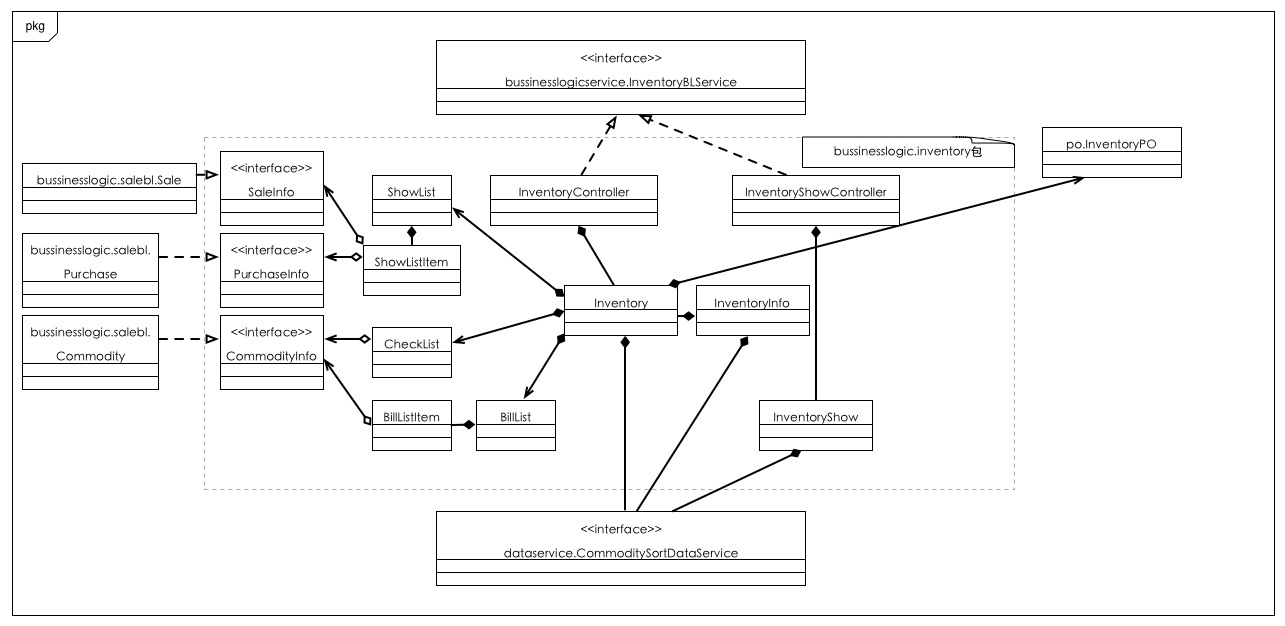 pkg
<<interface>>
bussinesslogicservice.InventoryBLService
bussinesslogic.inventory包
po.InventoryPO
bussinesslogic.salebl.Sale
<<interface>>
SaleInfo
ShowList
InventoryController
InventoryShowController
bussinesslogic.salebl.
Purchase
<<interface>>
PurchaseInfo
ShowListItem
Inventory
InventoryInfo
bussinesslogic.salebl.
Commodity
<<interface>>
CommodityInfo
CheckList
BillListItem
BillList
InventoryShow
<<interface>>
dataservice.CommoditySortDataService